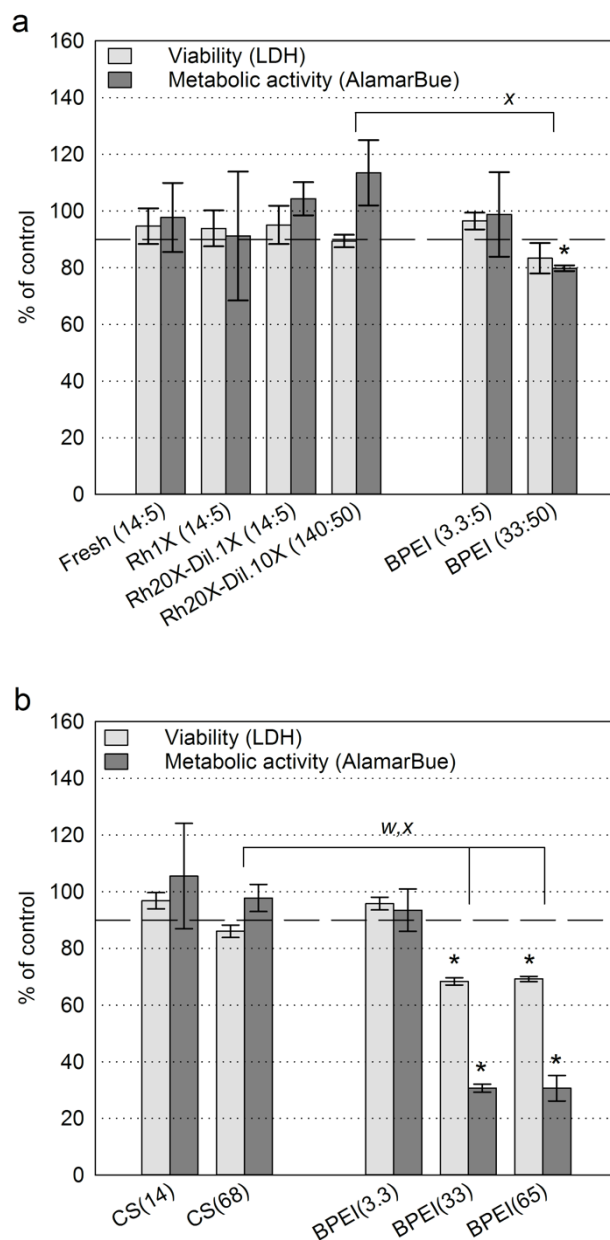 a
160
140
120
100
80
60
40
20
0
% of control
Viability (LDH)
Metabolic activity (AlamarBue)
x
*
Fresh (14:5)
Rh1X (14:5)
Rh20X-Dil.1X (14:5)
Rh20X-Dil.10X (140:50)
BPEI (3.3:5)
BPEI (33:50)
b
160
140
120
100
80
60
40
20
0
% of control
Viability (LDH)
Metabolic activity (AlamarBue)
w,x
*
*
*
*
CS(14)
CS(68)
BPEI(3.3)
BPEI(33)
BPEI(65)